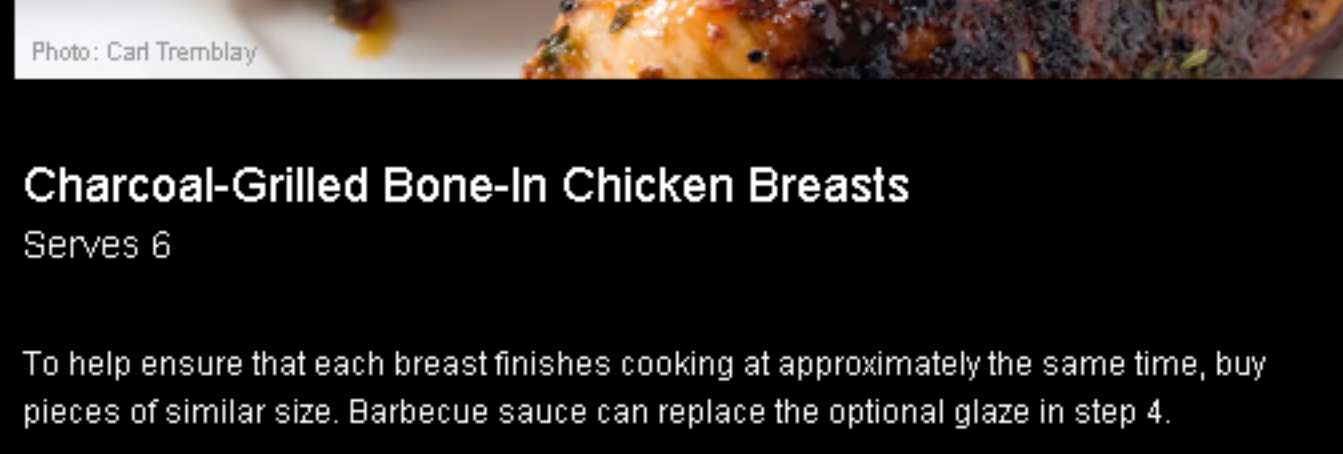 Photo: Carl Tremblay
Charcoal-Grilled Bone-In Chicken Breasts
Serves 6
To help ensure that each breast finishes cooking at approximately the same time, buy
pieces of similar size. Barbecue sauce can replace the optional glaze in step 4.